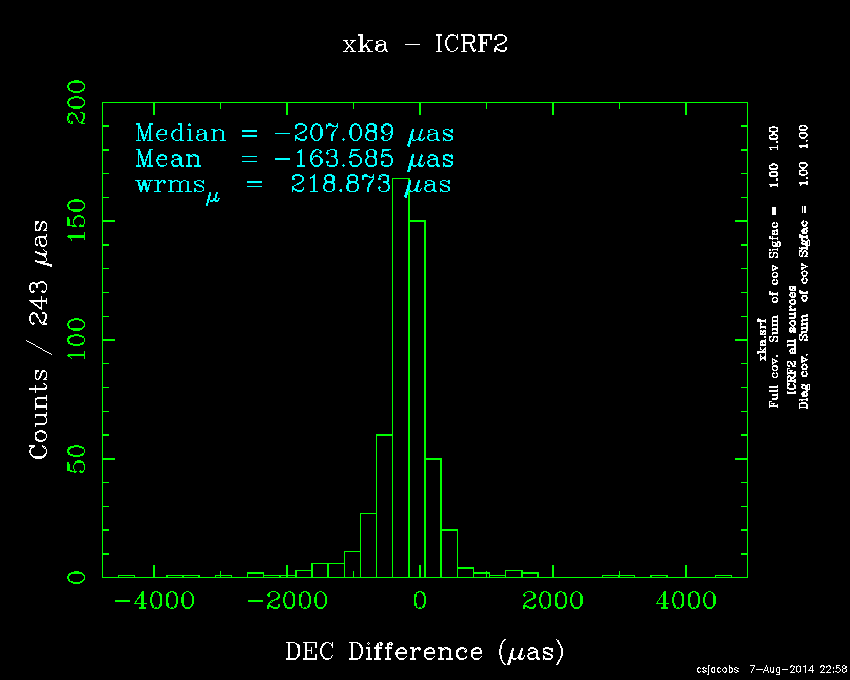 xka − ICRF2
Median = −207.089 μas
Mean = −163.585 μas
wrmsμ = 218.873 μas
200
150
100
50
0
Counts / 243 μas
−4000 −2000 0 2000 4000
DEC Difference (μas)
xka.srf
Full cov. Sum of cov Sigfac = 1.00 1.00
ICRF2 all sources
Diag cov. Sum of cov Sigfac = 1.00 1.00
csjacobs 7−Aug−2014 22:58